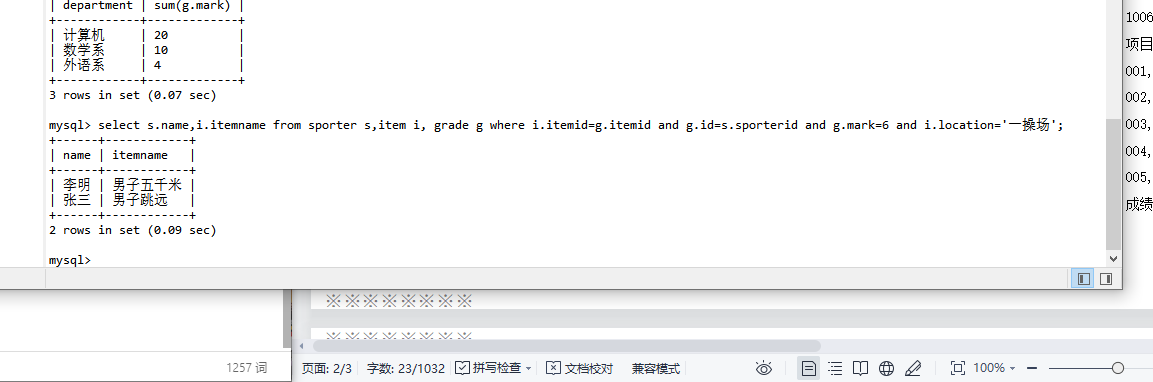 | department | sum(g.mark) |
+------------+-------------+
| 计算机     | 20          |
| 数学系     | 10          |
| 外语系     | 4           |
+------------+-------------+
3 rows in set (0.07 sec)
mysql> select s.name,i.itemname from sporter s,item i, grade g where i.itemid=g.itemid and g.id=s.sporterid and g.mark=6 and i.location='一操场';
+------+------------+
| name | itemname   |
+------+------------+
| 李明 | 男子五千米 |
| 张三 | 男子跳远   |
+------+------------+
2 rows in set (0.09 sec)
mysql>
1006
项目
001,
002,
003,
004,
005,
成绩
※※※※※※※※
※※※※※※※※
1257 词
页面: 2/3 字数: 23/1032 拼写检查 文档校对 兼容模式 100%